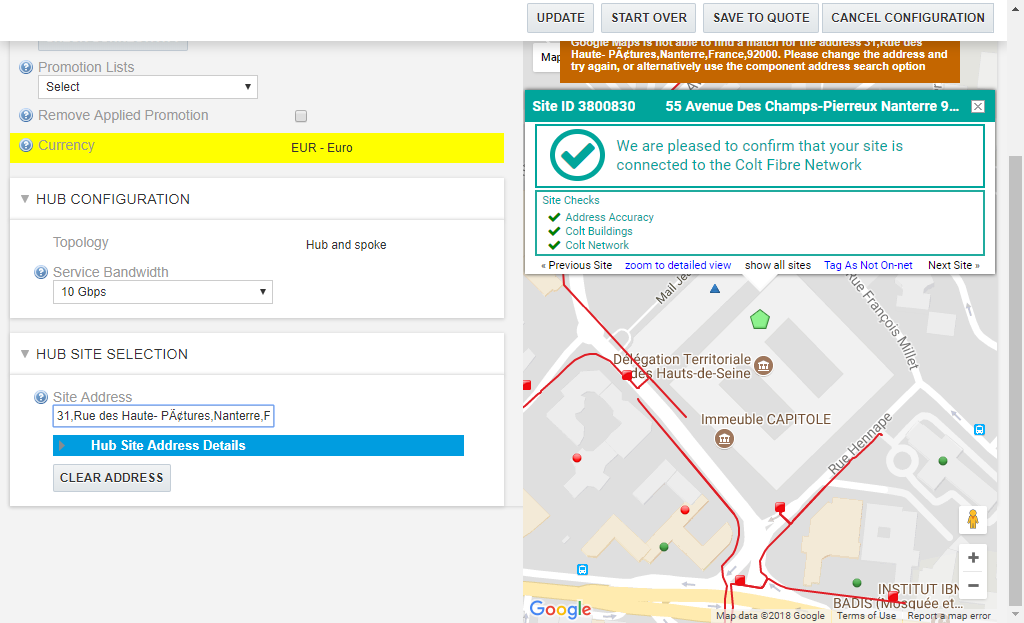 UPDATE
START OVER
SAVE TO QUOTE
CANCEL CONFIGURATION
Promotion Lists
Select
Remove Applied Promotion
Currency
EUR - Euro
HUB CONFIGURATION
Topology
Hub and spoke
Service Bandwidth
10 Gbps
HUB SITE SELECTION
Site Address
31,Rue des Haute- PÃ¢tures,Nanterre,F
Hub Site Address Details
CLEAR ADDRESS
Map
Google Maps is not able to find a match for the address 31,Rue des
Haute- PÃ¢tures,Nanterre,France,92000. Please change the address and
try again, or alternatively use the component address search option
Site ID 3800830
55 Avenue Des Champs-Pierreux Nanterre 9...
We are pleased to confirm that your site is
connected to the Colt Fibre Network
Site Checks
Address Accuracy
Colt Buildings
Colt Network
« Previous Site
zoom to detailed view
show all sites
Tag As Not On-net
Next Site »
Mail Je
Rue François Millet
Délégation Territoriale
des Hauts-de-Seine
Immeuble CAPITOLE
Rue Hennape
INSTITUT IBN
BADIS (Mosquée et...
Google
Map data ©2018 Google
Terms of Use
Report a map error